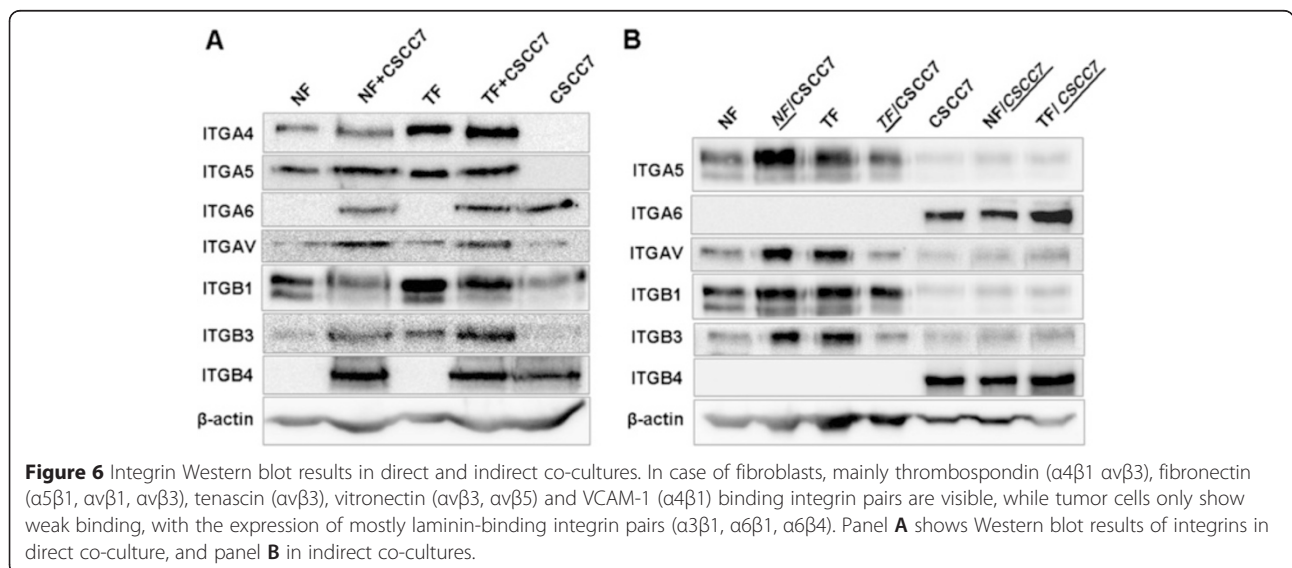 A
B
NF NF+CSCC7 TF TF+CSCC7 CSCC7
ITGA4
ITGA5
ITGA6
ITGAV
ITGB1
ITGB3
ITGB4
β-actin
NF NF/CSCC7 TF TF/CSCC7 CSCC7 NF/CSCC7 TF/CSCC7
ITGA5
ITGA6
ITGAV
ITGB1
ITGB3
ITGB4
β-actin
Figure 6 Integrin Western blot results in direct and indirect co-cultures. In case of fibroblasts, mainly thrombospondin (α4β1 αvβ3), fibronectin
(α5β1, αvβ1, αvβ3), tenascin (αvβ3), vitronectin (αvβ3, αvβ5) and VCAM-1 (α4β1) binding integrin pairs are visible, while tumor cells only show
weak binding, with the expression of mostly laminin-binding integrin pairs (α3β1, α6β1, α6β4). Panel A shows Western blot results of integrins in
direct co-culture, and panel B in indirect co-cultures.